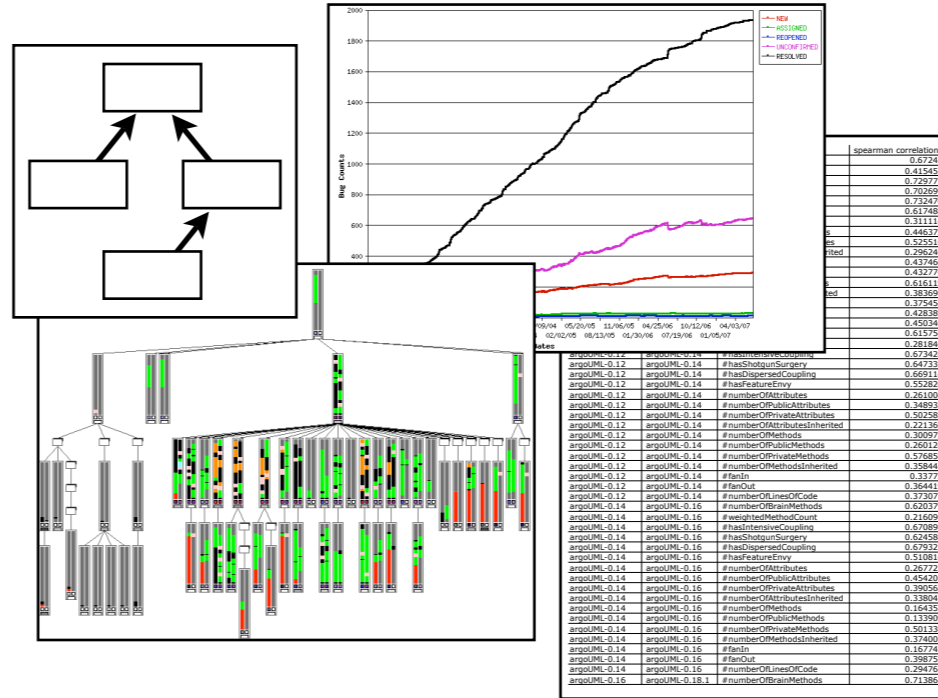 2000
1800
1600
1400
1200
1000
800
600
400
Bug Counts
NEW
ASSIGNED
REOPENED
UNCONFIRMED
RESOLVED
/09/04 05/20/05 11/06/05 04/25/06 10/12/06 04/03/07
02/02/05 08/13/05 01/30/06 07/19/06 01/05/07
ates
spearman correlation
0.6724
0.41545
0.72977
0.70269
0.73247
0.61748
0.31111
s 0.44637
es 0.52551
rited 0.29624
0.43746
0.43277
s 0.61611
ted 0.38369
0.37545
0.42838
0.45034
0.61575
0.28184
argoUML-0.12 argoUML-0.14 #hasIntensiveCoupling 0.67342
argoUML-0.12 argoUML-0.14 #hasShotgunSurgery 0.64733
argoUML-0.12 argoUML-0.14 #hasDispersedCoupling 0.66911
argoUML-0.12 argoUML-0.14 #hasFeatureEnvy 0.55282
argoUML-0.12 argoUML-0.14 #numberOfAttributes 0.26100
argoUML-0.12 argoUML-0.14 #numberOfPublicAttributes 0.34893
argoUML-0.12 argoUML-0.14 #numberOfPrivateAttributes 0.50258
argoUML-0.12 argoUML-0.14 #numberOfAttributesInherited 0.22136
argoUML-0.12 argoUML-0.14 #numberOfMethods 0.30097
argoUML-0.12 argoUML-0.14 #numberOfPublicMethods 0.26012
argoUML-0.12 argoUML-0.14 #numberOfPrivateMethods 0.57685
argoUML-0.12 argoUML-0.14 #numberOfMethodsInherited 0.35844
argoUML-0.12 argoUML-0.14 #fanIn 0.3377
argoUML-0.12 argoUML-0.14 #fanOut 0.36441
argoUML-0.12 argoUML-0.14 #numberOfLinesOfCode 0.37307
argoUML-0.14 argoUML-0.16 #numberOfBrainMethods 0.62037
argoUML-0.14 argoUML-0.16 #weightedMethodCount 0.21609
argoUML-0.14 argoUML-0.16 #hasIntensiveCoupling 0.67089
argoUML-0.14 argoUML-0.16 #hasShotgunSurgery 0.62458
argoUML-0.14 argoUML-0.16 #hasDispersedCoupling 0.67932
argoUML-0.14 argoUML-0.16 #hasFeatureEnvy 0.51081
argoUML-0.14 argoUML-0.16 #numberOfAttributes 0.26772
argoUML-0.14 argoUML-0.16 #numberOfPublicAttributes 0.45420
argoUML-0.14 argoUML-0.16 #numberOfPrivateAttributes 0.39056
argoUML-0.14 argoUML-0.16 #numberOfAttributesInherited 0.33804
argoUML-0.14 argoUML-0.16 #numberOfMethods 0.16435
argoUML-0.14 argoUML-0.16 #numberOfPublicMethods 0.13390
argoUML-0.14 argoUML-0.16 #numberOfPrivateMethods 0.50133
argoUML-0.14 argoUML-0.16 #numberOfMethodsInherited 0.37400
argoUML-0.14 argoUML-0.16 #fanIn 0.16774
argoUML-0.14 argoUML-0.16 #fanOut 0.39875
argoUML-0.14 argoUML-0.16 #numberOfLinesOfCode 0.29476
argoUML-0.16 argoUML-0.18.1 #numberOfBrainMethods 0.71386